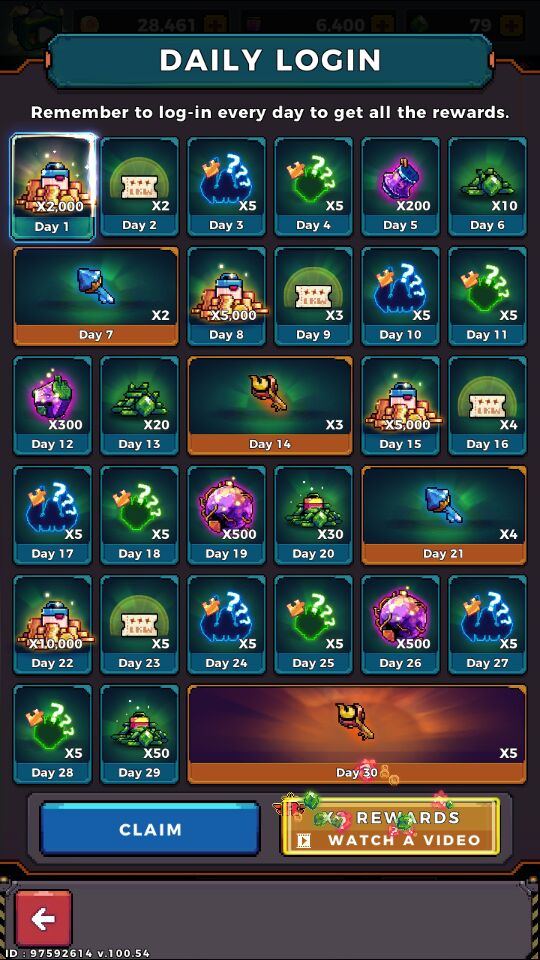 28,461 6,400 79
DAILY LOGIN
Remember to log-in every day to get all the rewards.
X2,000 X2 X5 X5 X200 X10
Day 1 Day 2 Day 3 Day 4 Day 5 Day 6
X2 X5,000 X3 X5 X5
Day 7 Day 8 Day 9 Day 10 Day 11
X300 X20 X3 X5,000 X4
Day 12 Day 13 Day 14 Day 15 Day 16
X5 X5 X500 X30 X4
Day 17 Day 18 Day 19 Day 20 Day 21
X10,000 X5 X5 X5 X500 X5
Day 22 Day 23 Day 24 Day 25 Day 26 Day 27
X5 X50 X5
Day 28 Day 29 Day 30
CLAIM
REWARDS
WATCH A VIDEO
ID : 97592614 v.100.54